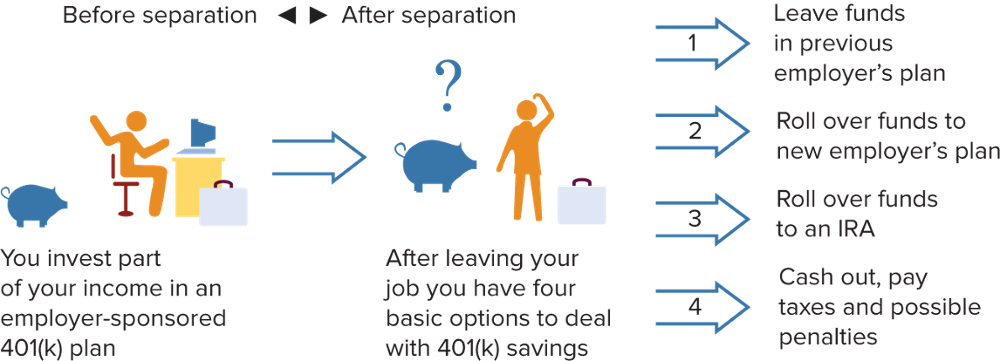 Before separation ◄ ► After separation
?
You invest part
of your income in an
employer-sponsored
401(k) plan
After leaving your
job you have four
basic options to deal
with 401(k) savings
1
Leave funds
in previous
employer’s plan
2
Roll over funds to
new employer’s plan
3
Roll over funds
to an IRA
4
Cash out, pay
taxes and possible
penalties